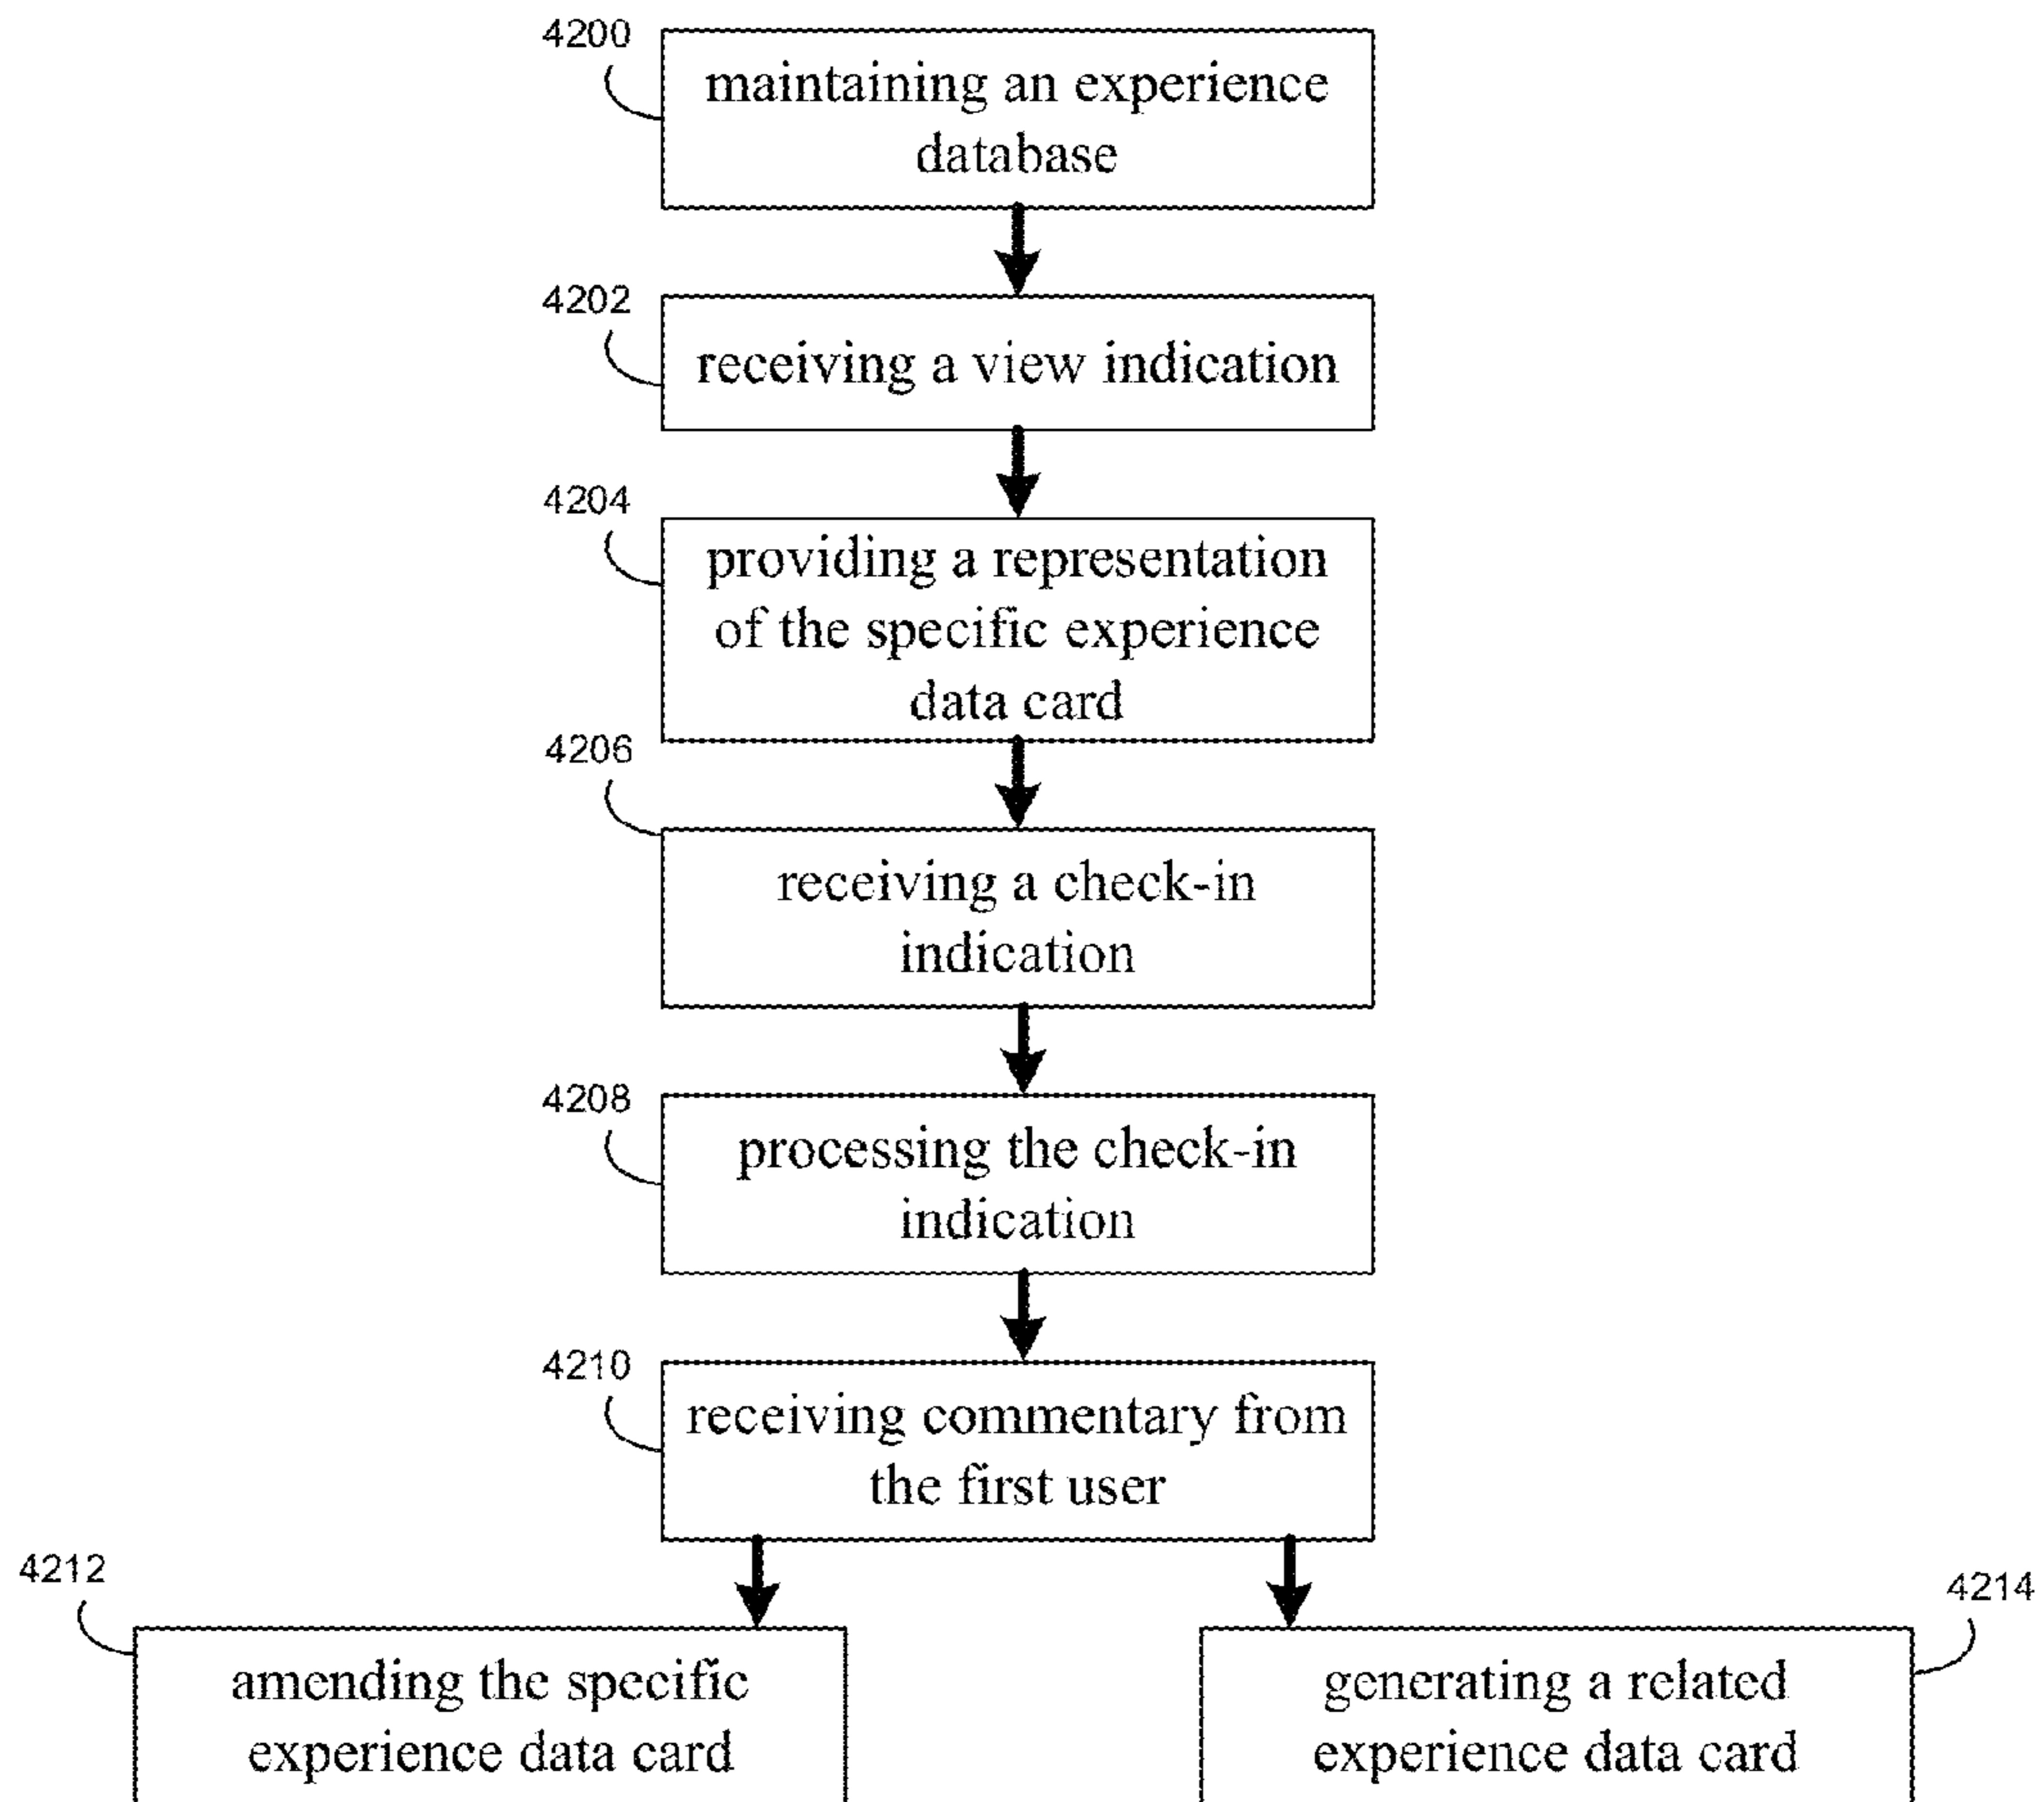 4200
maintaining an experience
database
4202
receiving a view indication
4204
providing a representation
of the specific experience
data card
4206
receiving a check-in
indication
4208
processing the check-in
indication
4210
receiving commentary from
the first user
4212
amending the specific
experience data card
4214
generating a related
experience data card